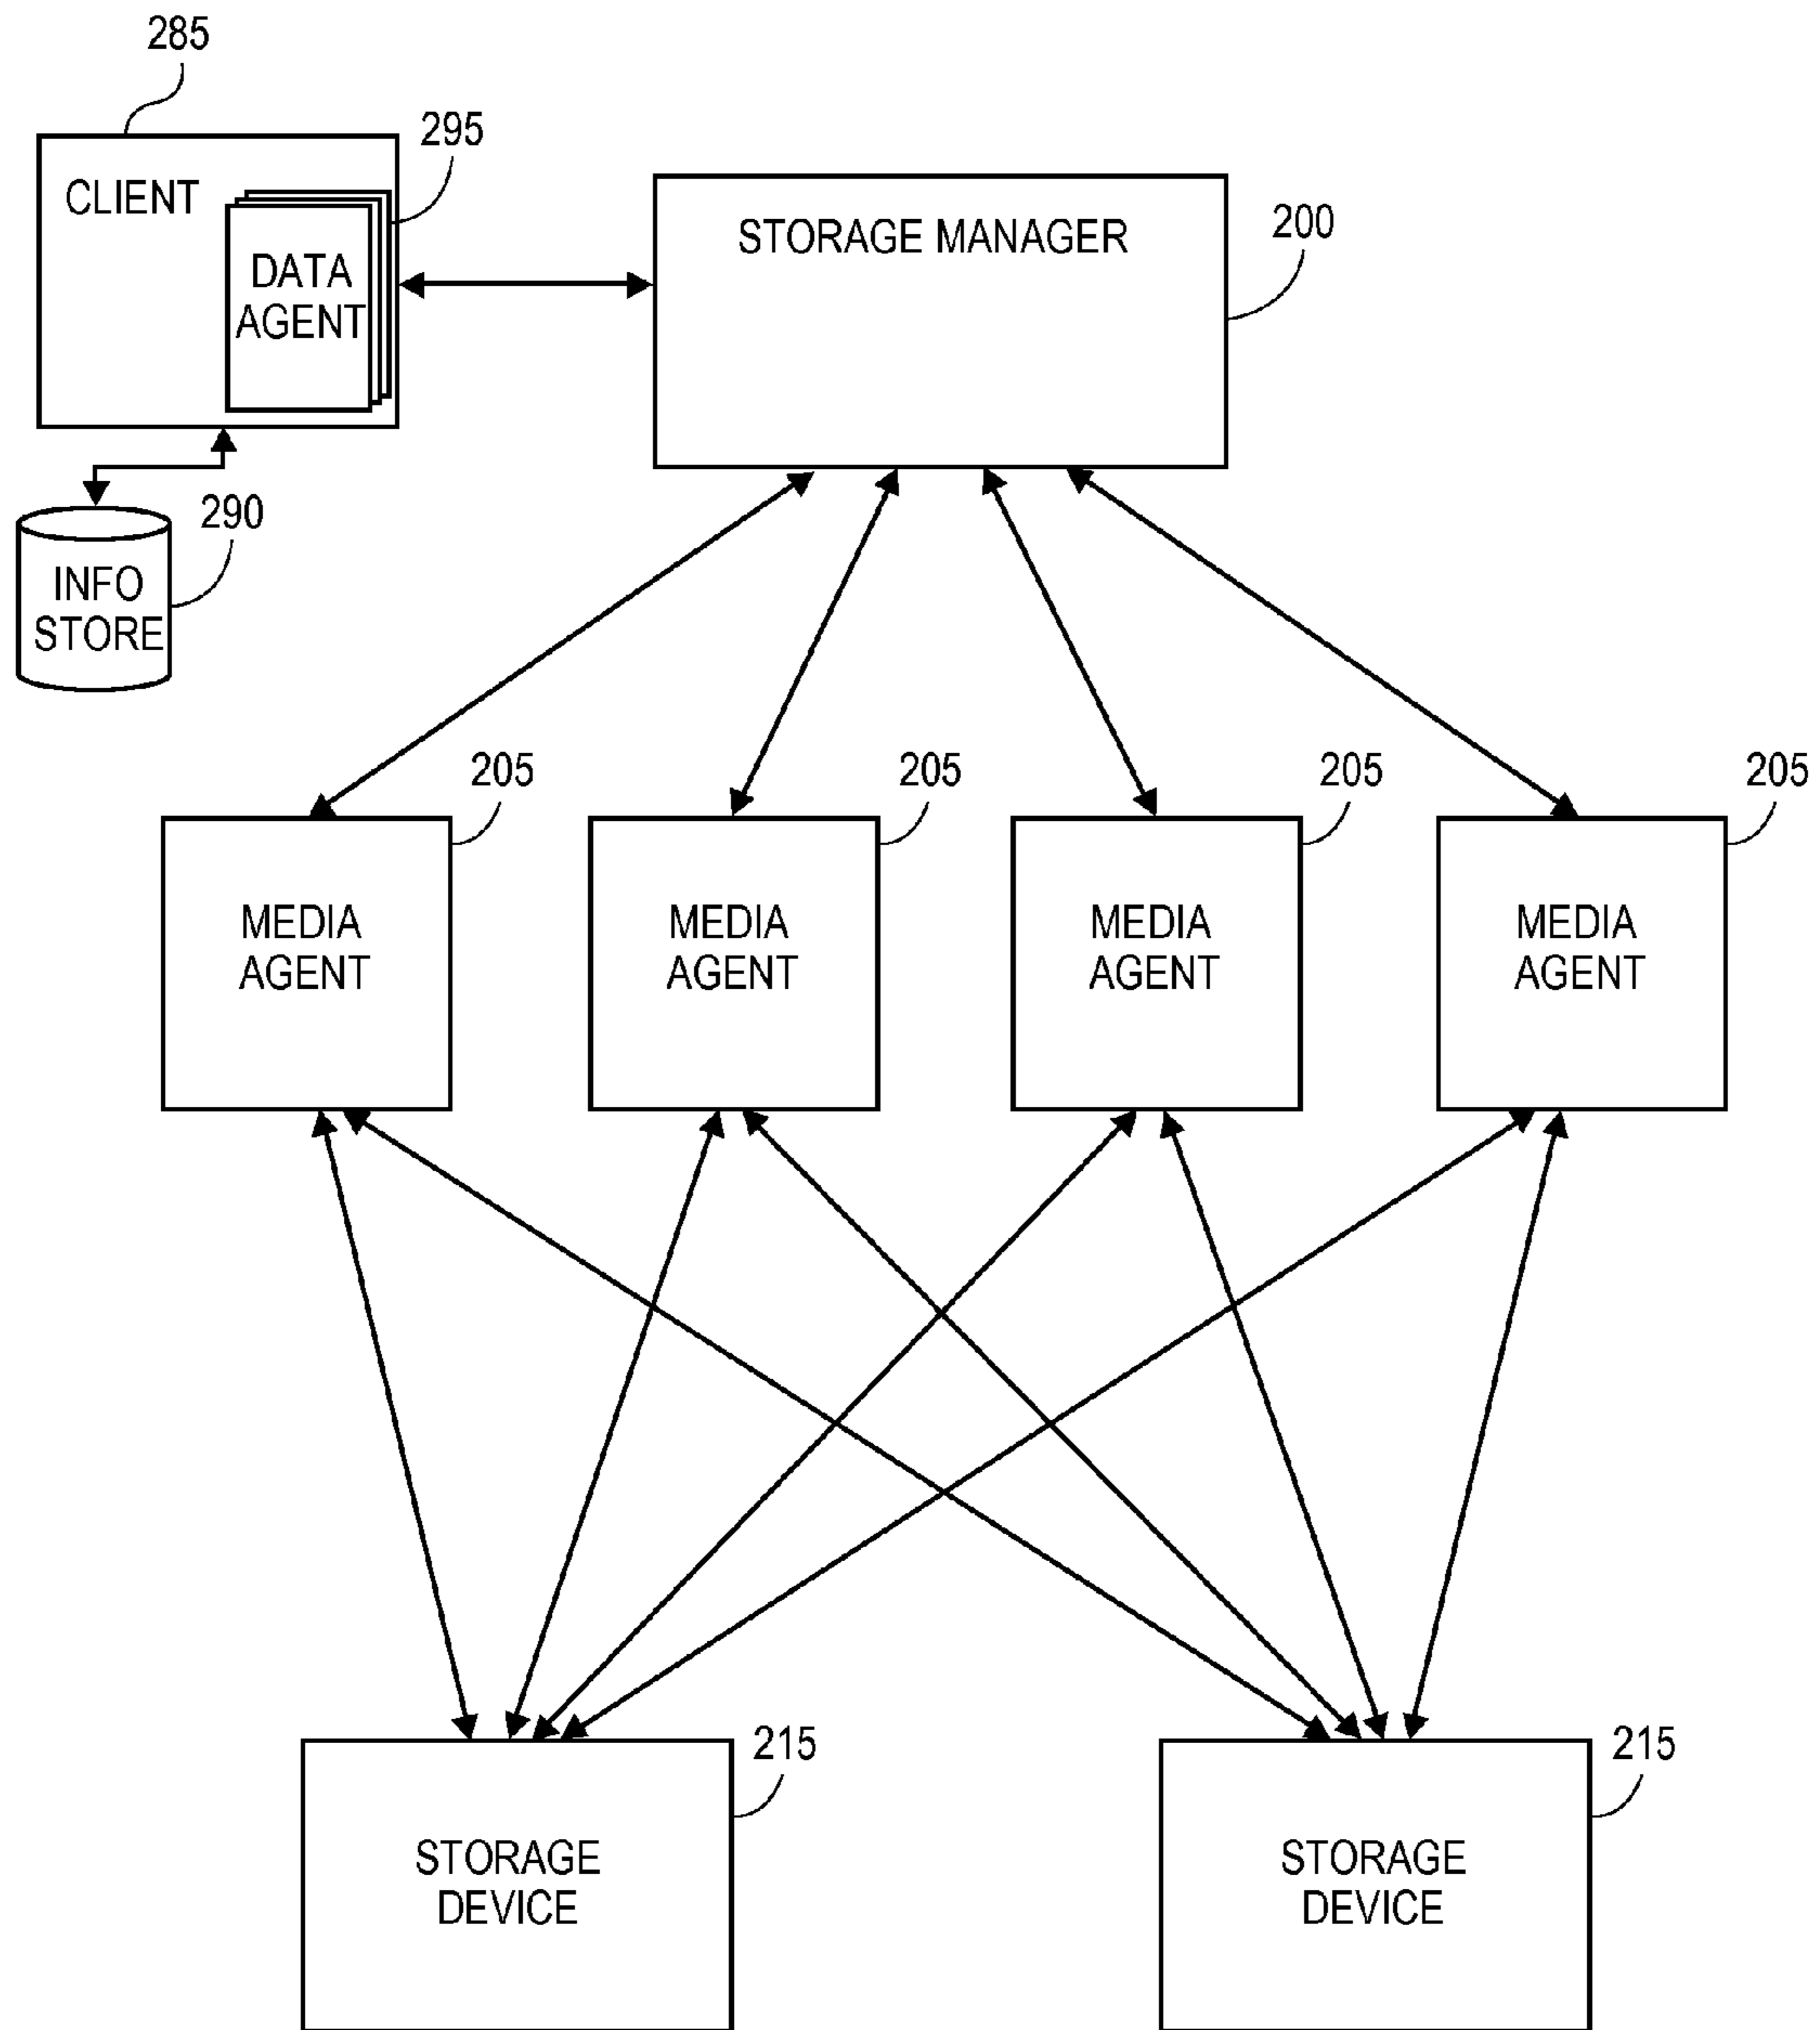 285
295
CLIENT
DATA
AGENT
STORAGE MANAGER
200
290
INFO
STORE
205
205
205
205
MEDIA
AGENT
MEDIA
AGENT
MEDIA
AGENT
MEDIA
AGENT
215
215
STORAGE
DEVICE
STORAGE
DEVICE